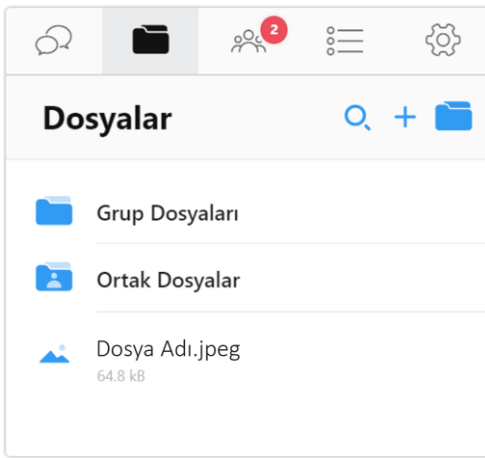 2
Dosyalar
Grup Dosyaları
Ortak Dosyalar
Dosya Adı.jpeg
64.8 kB